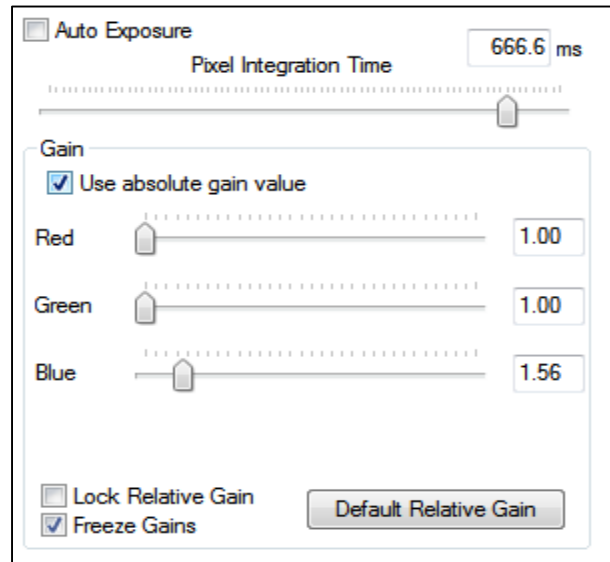 Auto Exposure
666.6 ms
Pixel Integration Time
Gain
Use absolute gain value
Red 1.00
Green 1.00
Blue 1.56
Lock Relative Gain
Freeze Gains
Default Relative Gain